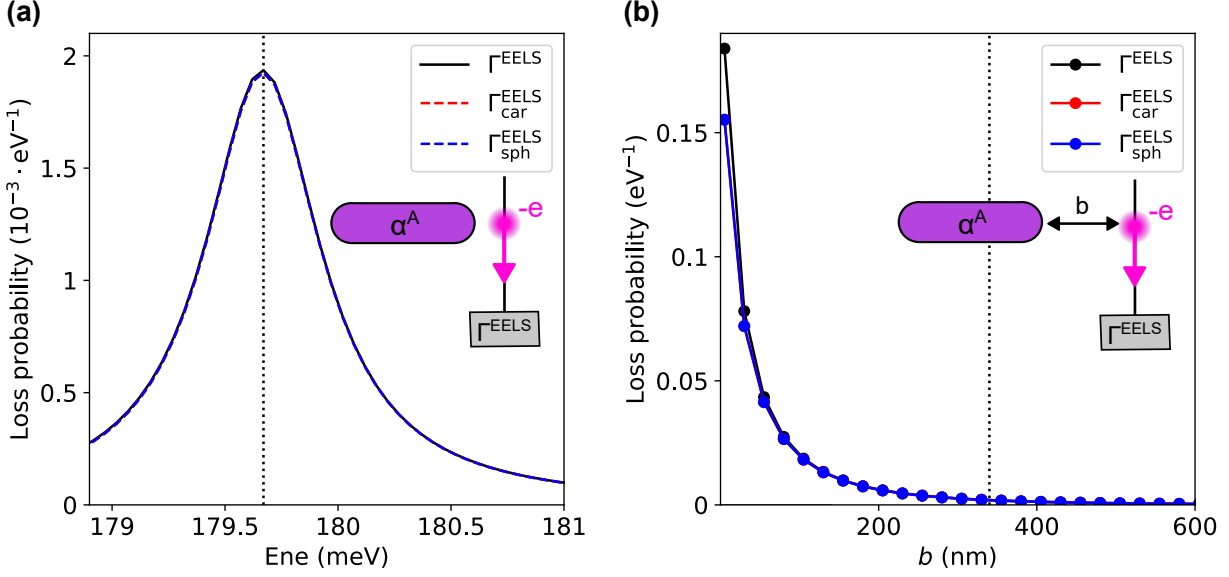 (a)
Loss probability (10⁻³ · eV⁻¹)
2
1.5
1
0.5
0
179
179.5
180
180.5
181
Ene (meV)
Γ^EELS
Γ^EELS_car
Γ^EELS_sph
α^A
-e
Γ^EELS
(b)
Loss probability (eV⁻¹)
0.15
0.1
0.05
0
200
400
600
b (nm)
Γ^EELS
Γ^EELS_car
Γ^EELS_sph
α^A
b
-e
Γ^EELS